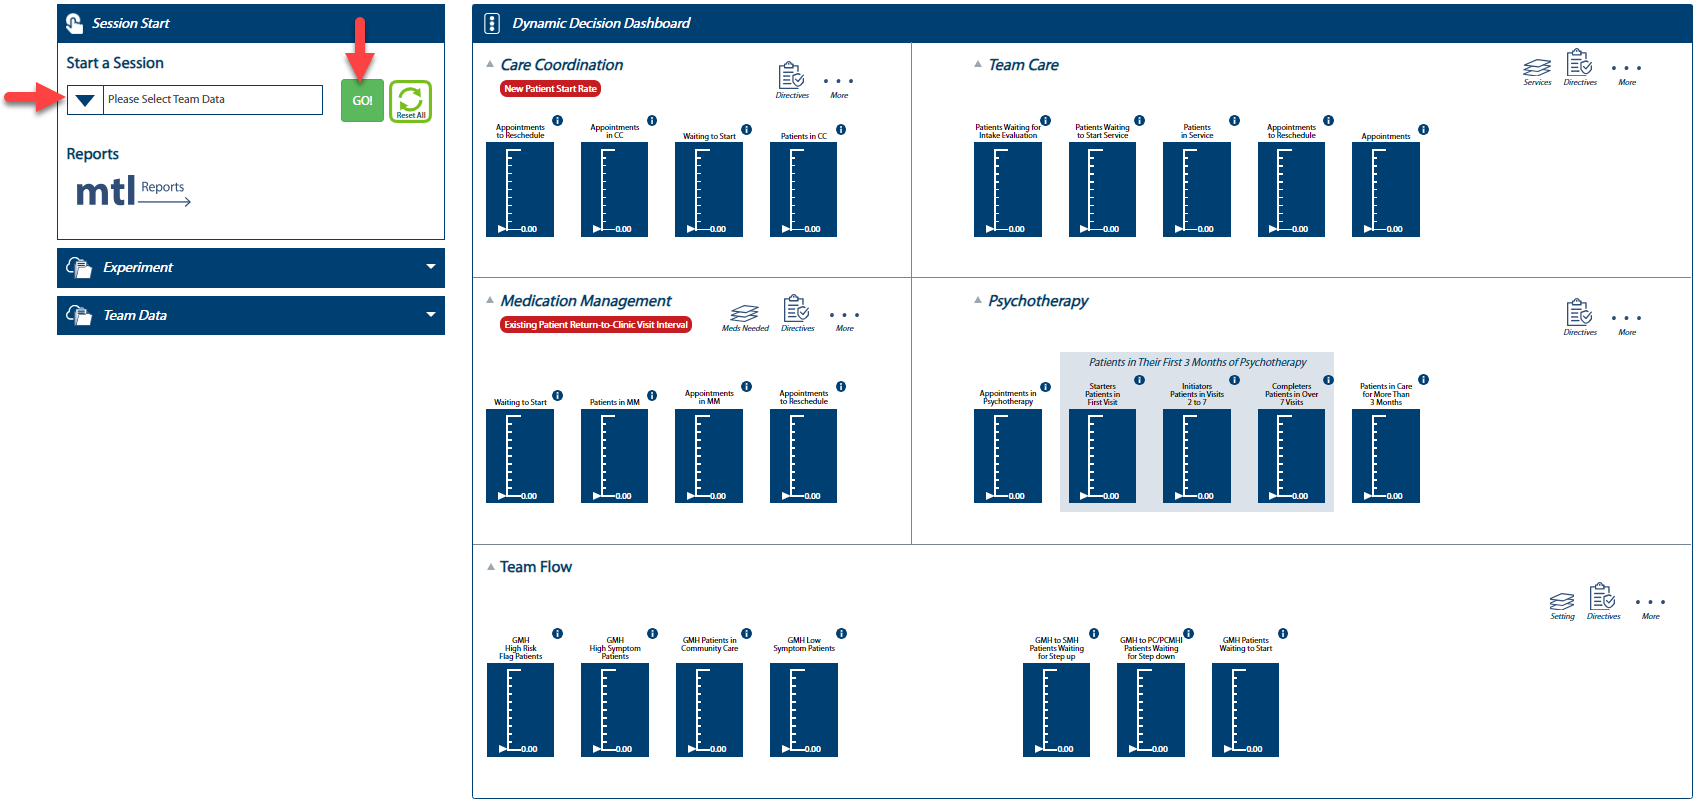 Session Start
Start a Session
Please Select Team Data
GO!
Reset All
Reports
mtl Reports
Experiment
Team Data
Dynamic Decision Dashboard
Care Coordination
New Patient Start Rate
Directives
More
Appointments
to Reschedule
Appointments
in CC
Waiting to Start
Patients in CC
0.00
0.00
0.00
0.00
Team Care
Services
Directives
More
Patients Waiting for
Intake Evaluation
Patients Waiting
to Start Service
Patients
in Service
Appointments
to Reschedule
Appointments
0.00
0.00
0.00
0.00
0.00
Medication Management
Existing Patient Return-to-Clinic Visit Interval
Meds Needed
Directives
More
Waiting to Start
Patients in MM
Appointments
in MM
Appointments
to Reschedule
0.00
0.00
0.00
0.00
Psychotherapy
Directives
More
Patients in Their First 3 Months of Psychotherapy
Appointments in
Psychotherapy
Starters
Patients in
First Visit
Initiators
Patients in Visits
2 to 7
Completers
Patients in Over
7 Visits
Patients in Care
for More Than
3 Months
0.00
0.00
0.00
0.00
0.00
Team Flow
Setting
Directives
More
GMH
High Risk
Flag Patients
GMH
High Symptom
Patients
GMH Patients in
Community Care
GMH Low
Symptom Patients
GMH to SMH
Patients Waiting
for Step up
GMH to PC/PCMHI
Patients Waiting
for Step down
GMH Patients
Waiting to Start
0.00
0.00
0.00
0.00
0.00
0.00
0.00